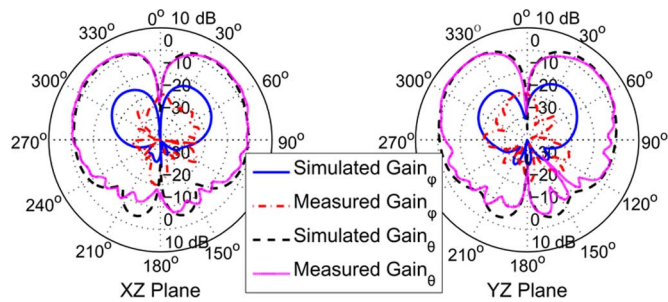 0° 10 dB
330° 30°
0
300° -10 60°
-20
-30
270° 90°
-30
-20
240° -10
0
210° 10 dB 150°
180°
XZ Plane
0° 10 dB
330° 30°
0
300° -10 60°
-20
-30
270° 90°
-30
-20
-10 120°
0
210° 10 dB 150°
180°
YZ Plane
Simulated Gainφ
Measured Gainφ
Simulated Gainθ
Measured Gainθ